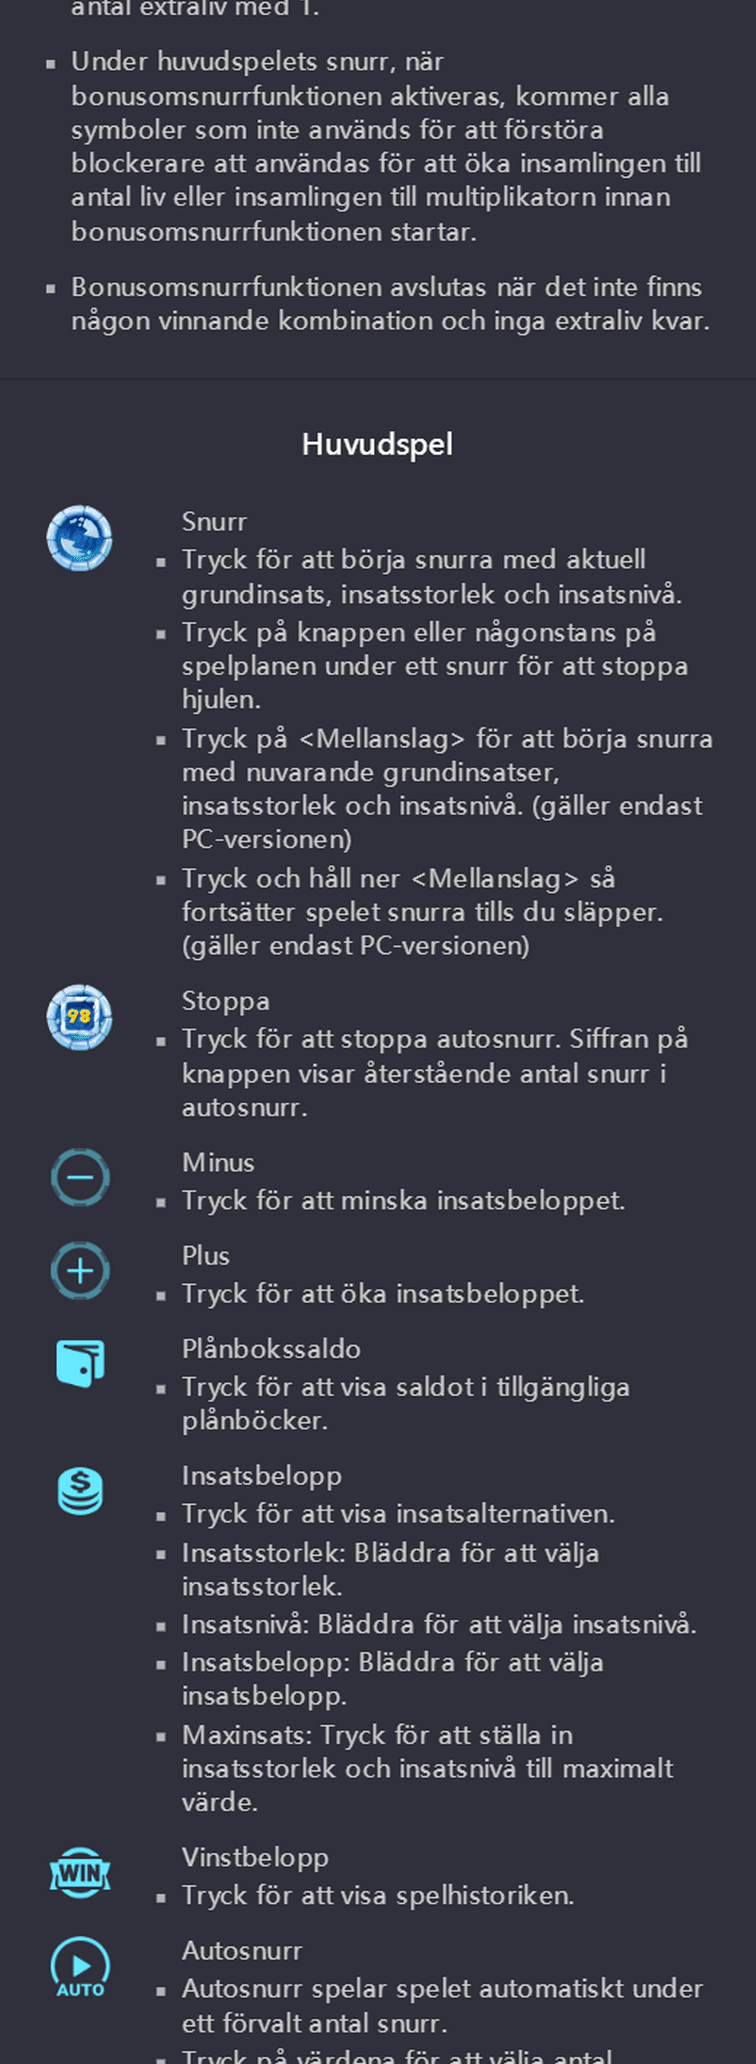 antal extraliv med 1.
▪ Under huvudspelets snurr, när
bonusomsnurrfunktionen aktiveras, kommer alla
symboler som inte används för att förstöra
blockerare att användas för att öka insamlingen till
antal liv eller insamlingen till multiplikatorn innan
bonusomsnurrfunktionen startar.
▪ Bonusomsnurrfunktionen avslutas när det inte finns
någon vinnande kombination och inga extraliv kvar.
Huvudspel
Snurr
▪ Tryck för att börja snurra med aktuell
grundinsats, insatsstorlek och insatsnivå.
▪ Tryck på knappen eller någonstans på
spelplanen under ett snurr för att stoppa
hjulen.
▪ Tryck på <Mellanslag> för att börja snurra
med nuvarande grundinsatser,
insatsstorlek och insatsnivå. (gäller endast
PC-versionen)
▪ Tryck och håll ner <Mellanslag> så
fortsätter spelet snurra tills du släpper.
(gäller endast PC-versionen)
98
Stoppa
▪ Tryck för att stoppa autosnurr. Siffran på
knappen visar återstående antal snurr i
autosnurr.
Minus
▪ Tryck för att minska insatsbeloppet.
Plus
▪ Tryck för att öka insatsbeloppet.
Plånbokssaldo
▪ Tryck för att visa saldot i tillgängliga
plånböcker.
$
Insatsbelopp
▪ Tryck för att visa insatsalternativen.
▪ Insatsstorlek: Bläddra för att välja
insatsstorlek.
▪ Insatsnivå: Bläddra för att välja insatsnivå.
▪ Insatsbelopp: Bläddra för att välja
insatsbelopp.
▪ Maxinsats: Tryck för att ställa in
insatsstorlek och insatsnivå till maximalt
värde.
WIN
Vinstbelopp
▪ Tryck för att visa spelhistoriken.
AUTO
Autosnurr
▪ Autosnurr spelar spelet automatiskt under
ett förvalt antal snurr.
▪ Tryck på värdena för att välja antal